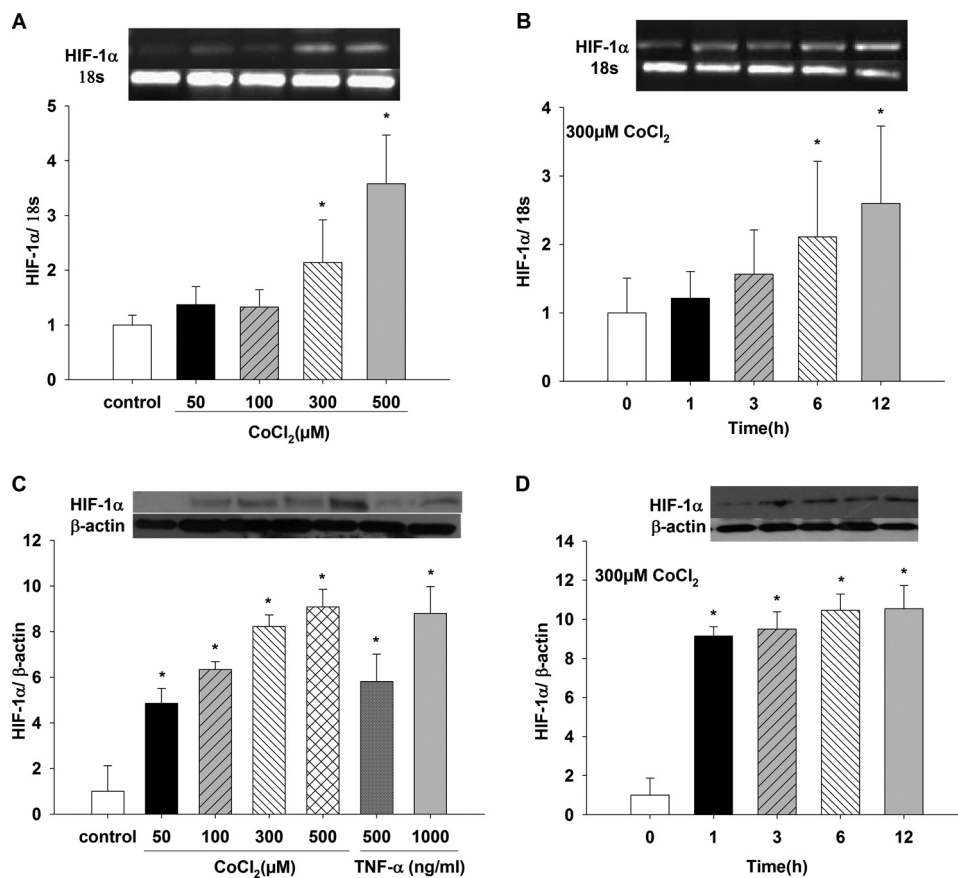 A
HIF-1α
18s
5
4
3
2
1
0
HIF-1α/ 18s
*
*
control
50
100
300
500
CoCl₂(µM)
B
HIF-1α
18s
300µM CoCl₂
4
3
2
1
0
HIF-1α/ 18s
*
*
0
1
3
6
12
Time(h)
C
HIF-1α
β-actin
12
10
8
6
4
2
0
HIF-1α/ β-actin
*
*
*
*
*
*
control
50
100
300
500
500
1000
CoCl₂(µM)
TNF-α (ng/ml)
D
HIF-1α
β-actin
300µM CoCl₂
14
12
10
8
6
4
2
0
HIF-1α/ β-actin
*
*
*
*
0
1
3
6
12
Time(h)